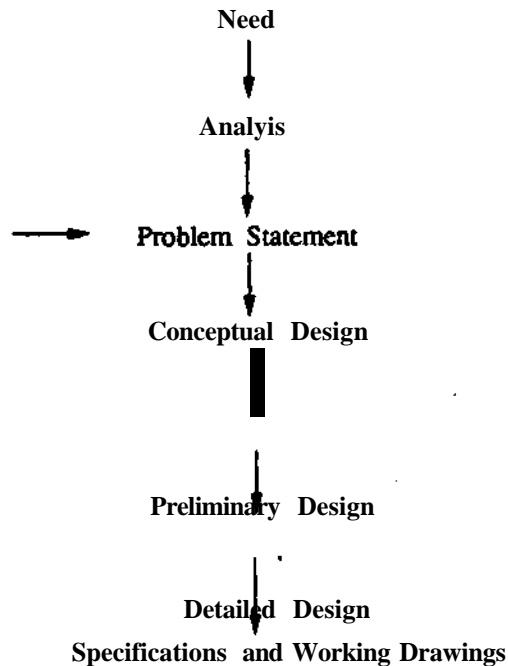 Need
Analyis
Problem Statement
Conceptual Design
Preliminary Design
Detailed Design
Specifications and Working Drawings